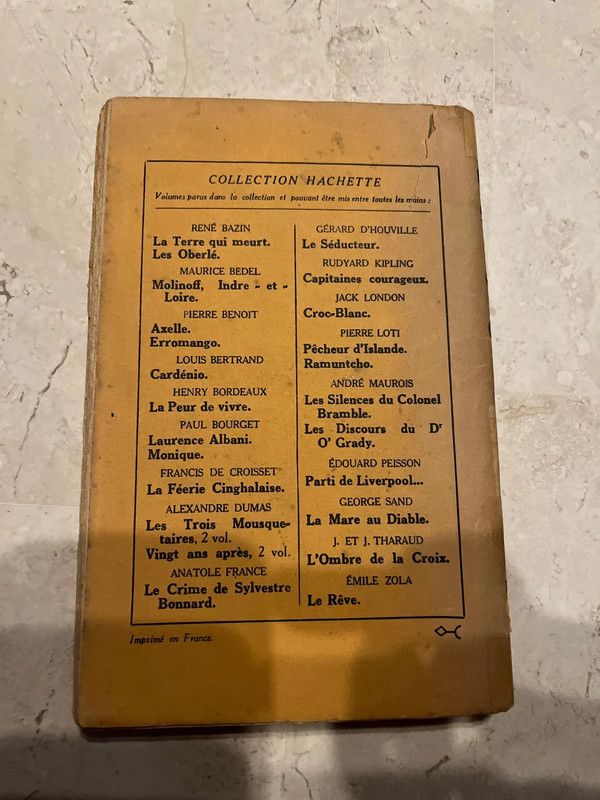 COLLECTION HACHETTE
Volumes parus dans la collection et pouvant être mis entre toutes les mains :
RENÉ BAZIN
La Terre qui meurt.
Les Oberlé.
MAURICE BEDEL
Molinoff, Indre - et -
Loire.
PIERRE BENOIT
Axelle.
Erromango.
LOUIS BERTRAND
Cardénio.
HENRY BORDEAUX
La Peur de vivre.
PAUL BOURGET
Laurence Albani.
Monique.
FRANCIS DE CROISSET
La Féerie Cinghalaise.
ALEXANDRE DUMAS
Les Trois Mousque-
taires, 2 vol.
Vingt ans après, 2 vol.
ANATOLE FRANCE
Le Crime de Sylvestre
Bonnard.
GÉRARD D'HOUVILLE
Le Séducteur.
RUDYARD KIPLING
Capitaines courageux.
JACK LONDON
Croc-Blanc.
PIERRE LOTI
Pêcheur d'Islande.
Ramuntcho.
ANDRÉ MAUROIS
Les Silences du Colonel
Bramble.
Les Discours du Dr
O' Grady.
ÉDOUARD PEISSON
Parti de Liverpool...
GEORGE SAND
La Mare au Diable.
J. ET J. THARAUD
L'Ombre de la Croix.
ÉMILE ZOLA
Le Rêve.
Imprimé en France.